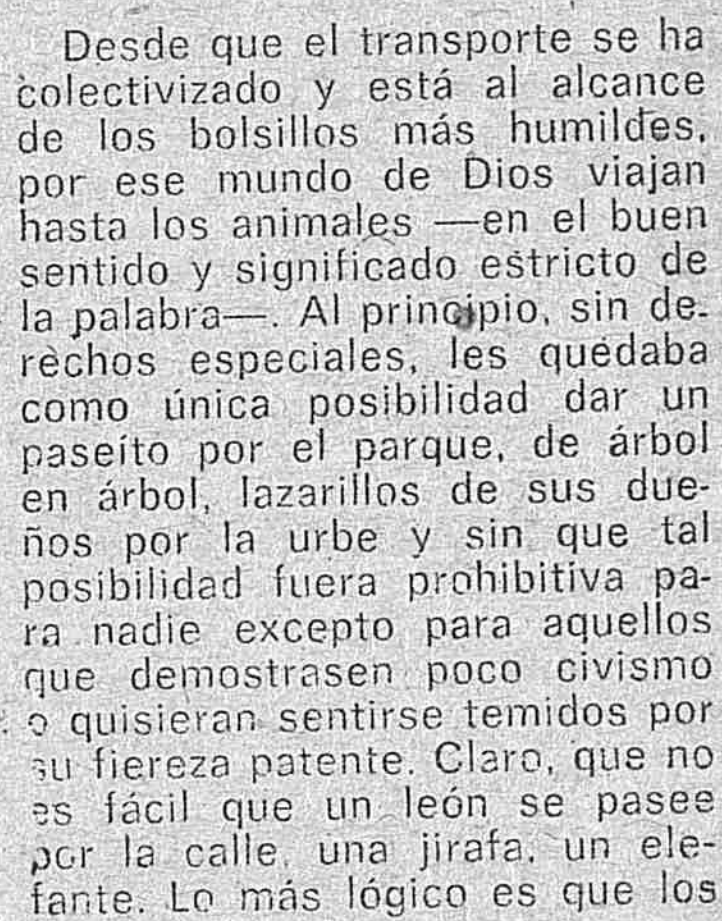 Desde que el transporte se ha
colectivizado y está al alcance
de los bolsillos más humildes,
por ese mundo de Dios viajan
hasta los animales —en el buen
sentido y significado estricto de
la palabra—. Al principio, sin de-
rechos especiales, les quedaba
como única posibilidad dar un
paseíto por el parque, de árbol
en árbol, lazarillos de sus due-
ños por la urbe y sin que tal
posibilidad fuera prohibitiva pa-
ra nadie excepto para aquellos
que demostrasen poco civismo
o quisieran sentirse temidos por
su fiereza patente. Claro, que no
es fácil que un león se pasee
por la calle, una jirafa, un ele-
fante. Lo más lógico es que los